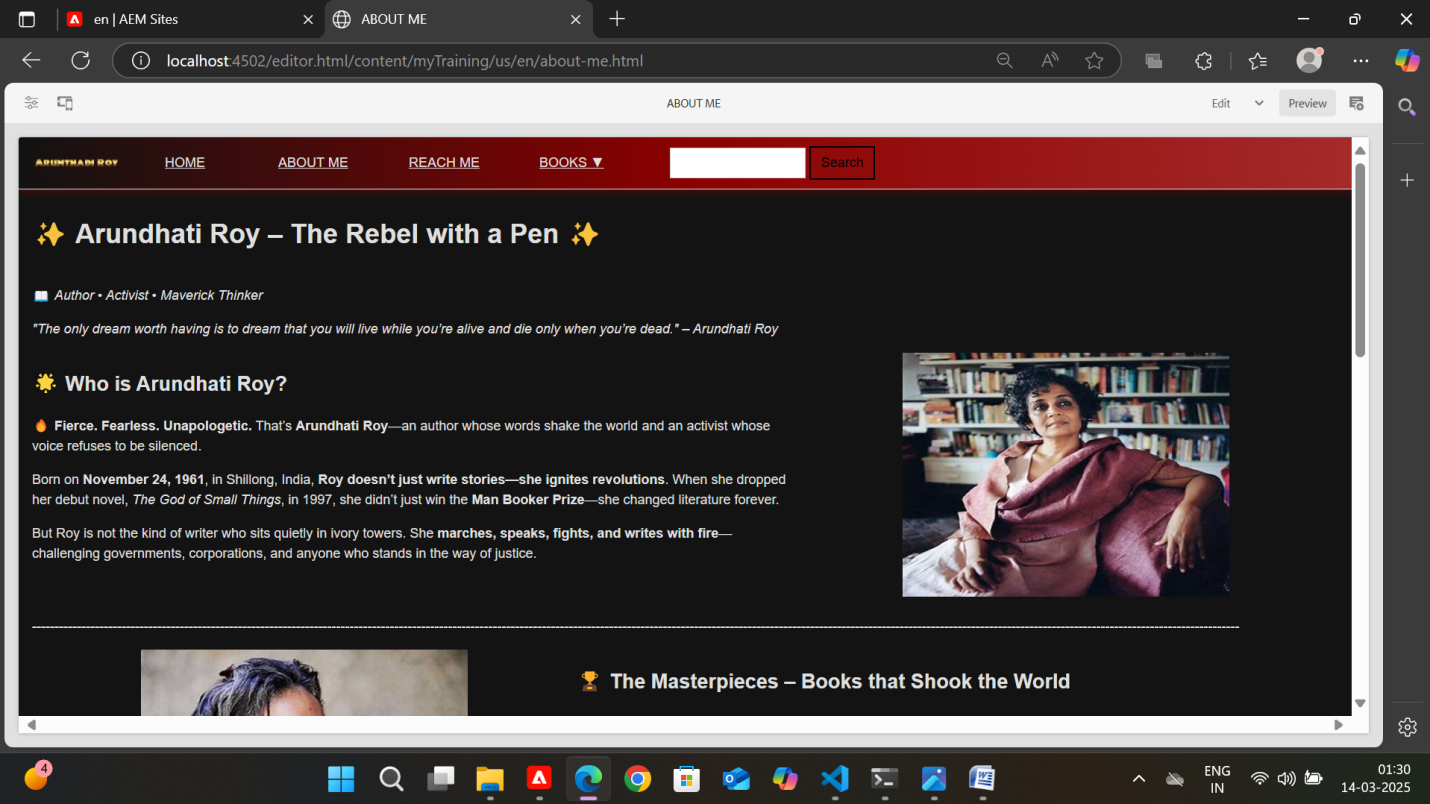 en | AEM Sites
ABOUT ME
localhost:4502/editor.html/content/myTraining/us/en/about-me.html
ABOUT ME
Edit
Preview
ARUNTHADI ROY
HOME
ABOUT ME
REACH ME
BOOKS ▼
Search
✨ Arundhati Roy – The Rebel with a Pen ✨
📖 Author • Activist • Maverick Thinker
"The only dream worth having is to dream that you will live while you’re alive and die only when you’re dead." – Arundhati Roy
🌟 Who is Arundhati Roy?
🔥 Fierce. Fearless. Unapologetic. That’s Arundhati Roy—an author whose words shake the world and an activist whose
voice refuses to be silenced.
Born on November 24, 1961, in Shillong, India, Roy doesn’t just write stories—she ignites revolutions. When she dropped
her debut novel, The God of Small Things, in 1997, she didn’t just win the Man Booker Prize—she changed literature forever.
But Roy is not the kind of writer who sits quietly in ivory towers. She marches, speaks, fights, and writes with fire—
challenging governments, corporations, and anyone who stands in the way of justice.
🏆 The Masterpieces – Books that Shook the World
4
ENG
IN
01:30
14-03-2025